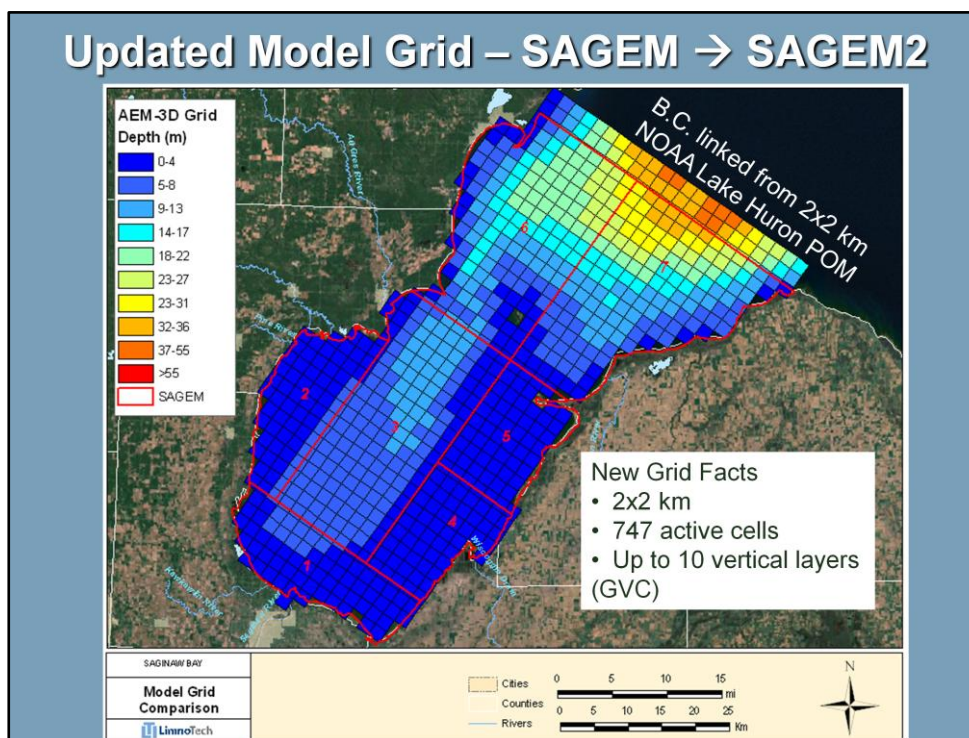 Updated Model Grid – SAGEM → SAGEM2
AEM-3D Grid
Depth (m)
0-4
5-8
9-13
14-17
18-22
23-27
23-31
32-36
37-55
>55
SAGEM
B.C. linked from 2x2 km
NOAA Lake Huron POM
Au Gres River
6
7
2
3
5
4
1
New Grid Facts
• 2x2 km
• 747 active cells
• Up to 10 vertical layers
(GVC)
SAGINAW BAY
Model Grid
Comparison
LimnoTech
Cities
Counties
Rivers
0 5 10 15
mi
0 5 10 15 20 25
Km
N